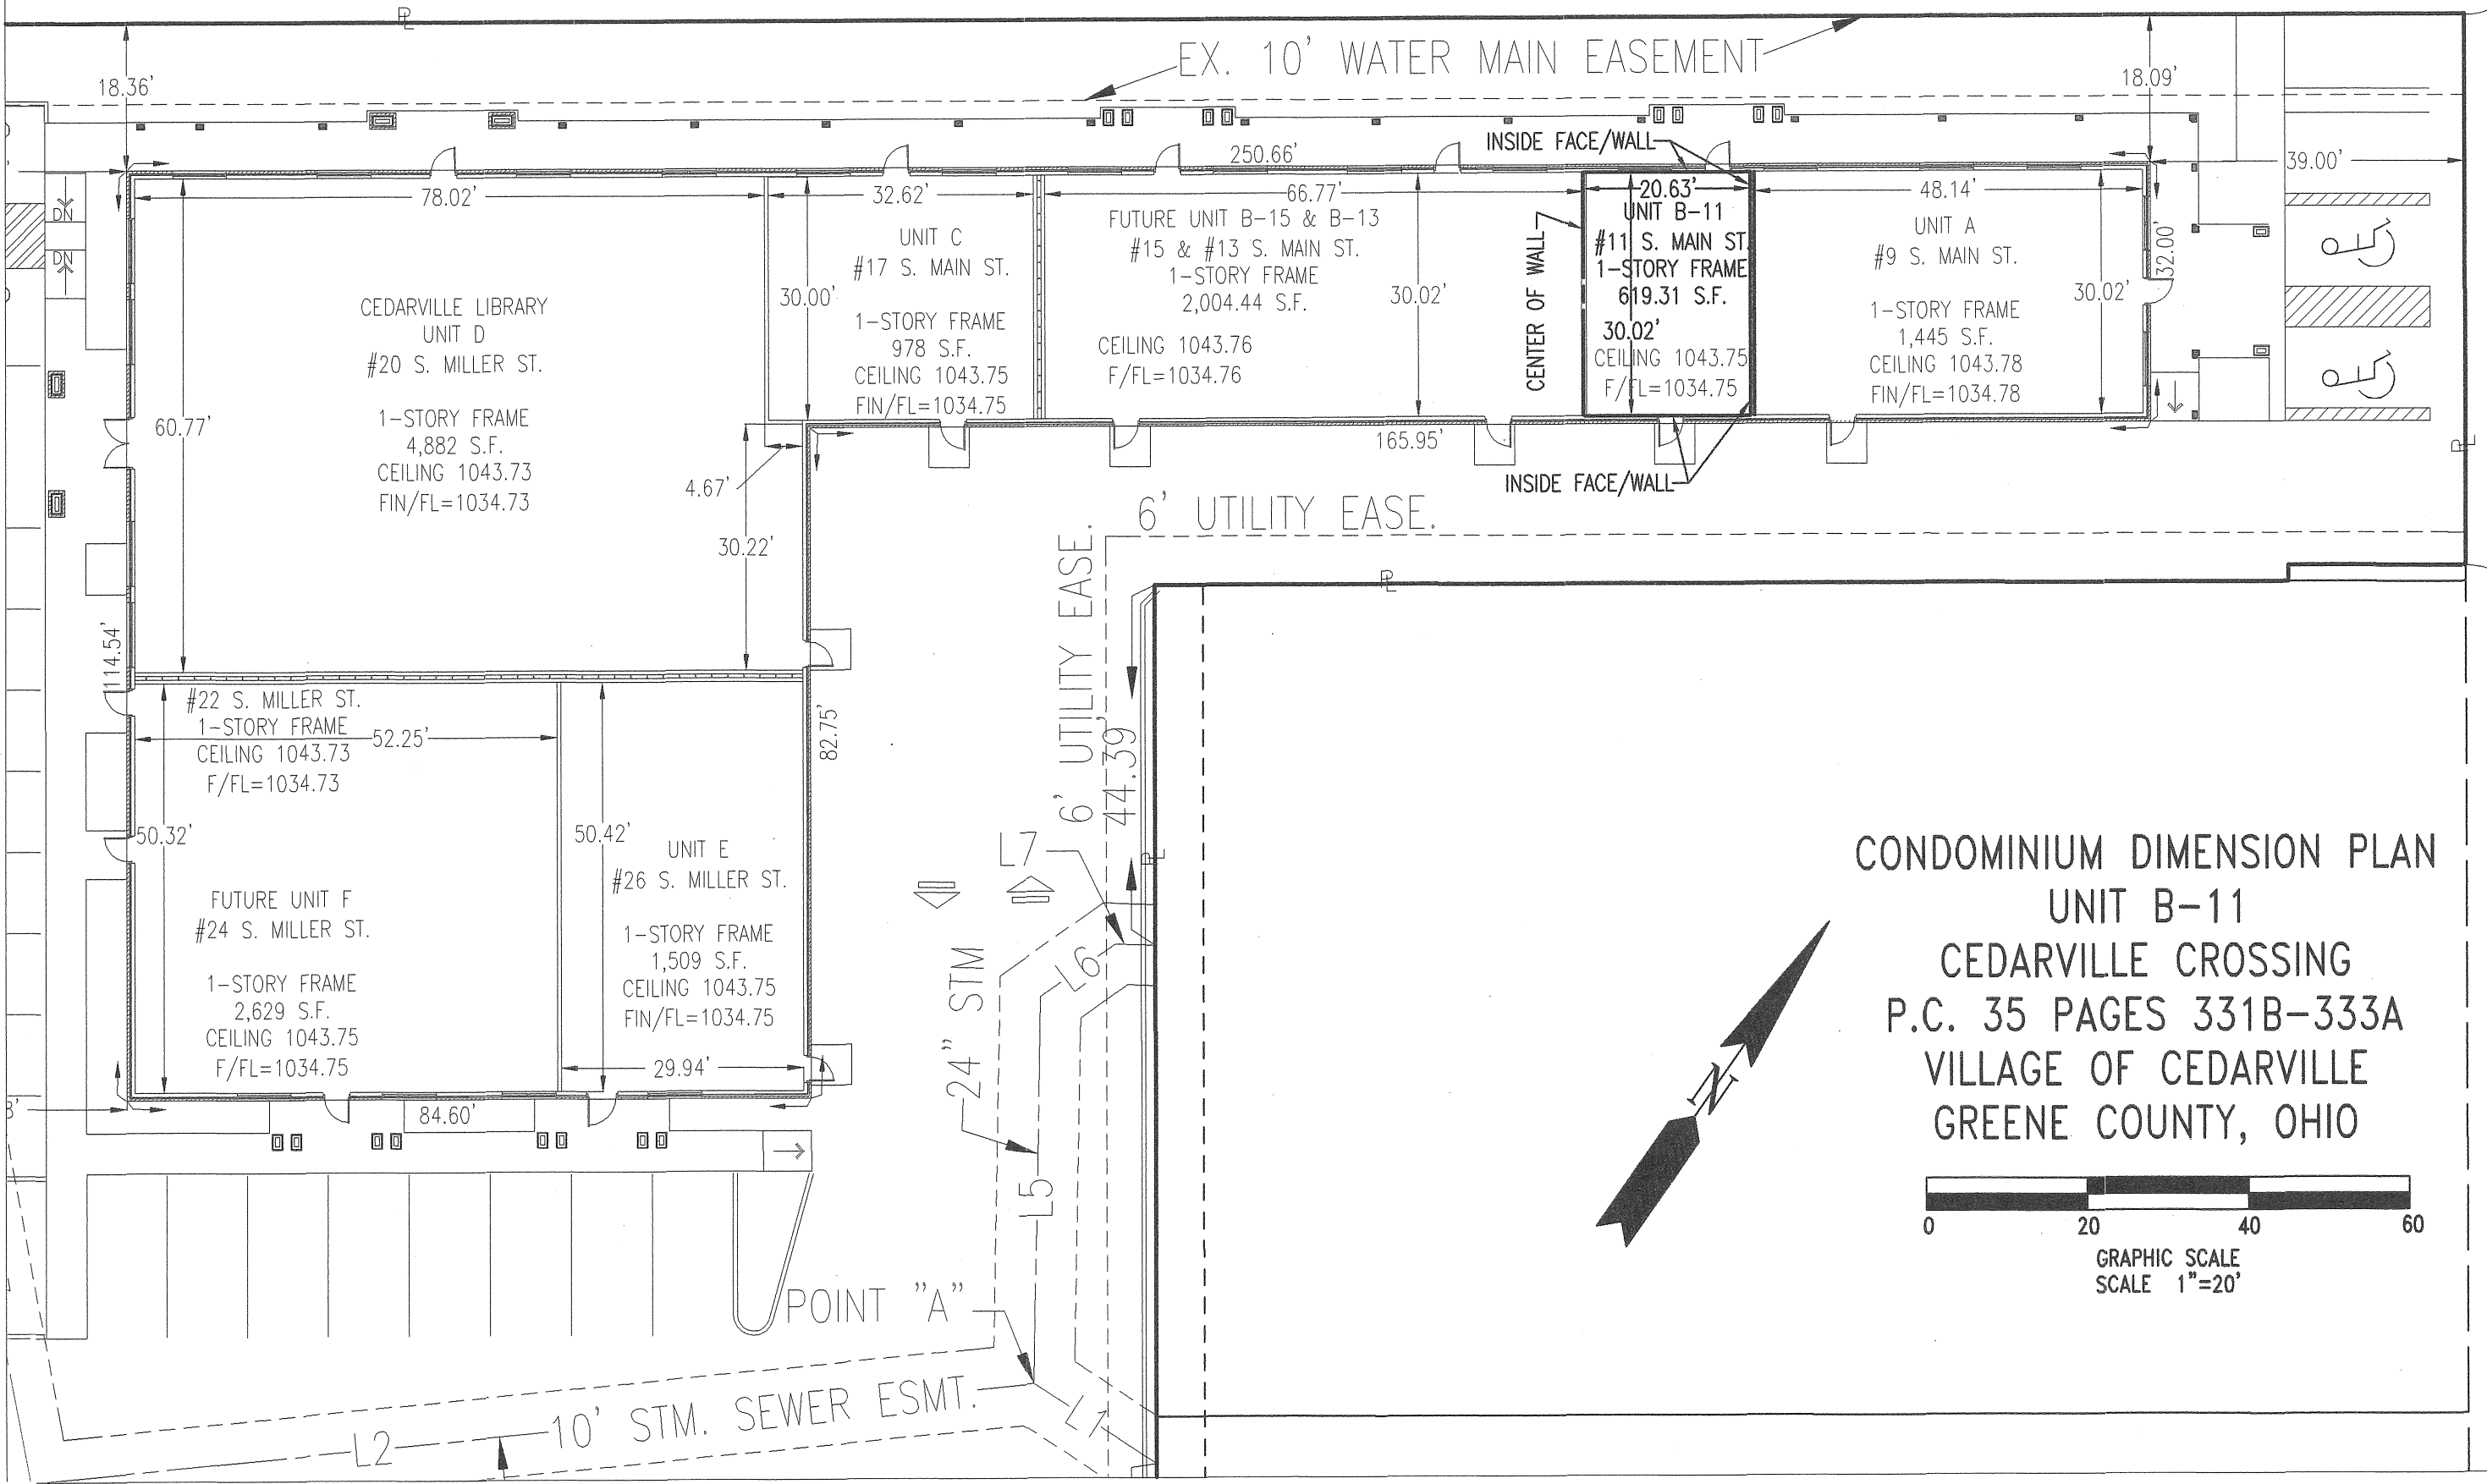 EX. 10' WATER MAIN EASEMENT
18.36'
18.09'
INSIDE FACE/WALL
250.66'
39.00'
78.02'
32.62'
66.77'
20.63'
48.14'
DN
DN
CEDARVILLE LIBRARY
UNIT D
#20 S. MILLER ST.
1-STORY FRAME
4,882 S.F.
CEILING 1043.73
FIN/FL=1034.73
60.77'
UNIT C
#17 S. MAIN ST.
30.00'
1-STORY FRAME
978 S.F.
CEILING 1043.75
FIN/FL=1034.75
FUTURE UNIT B-15 & B-13
#15 & #13 S. MAIN ST.
1-STORY FRAME
2,004.44 S.F.
30.02'
CEILING 1043.76
F/FL=1034.76
CENTER OF WALL
UNIT B-11
#11 S. MAIN ST.
1-STORY FRAME
619.31 S.F.
30.02'
CEILING 1043.75
F/FL=1034.75
UNIT A
#9 S. MAIN ST.
1-STORY FRAME
1,445 S.F.
CEILING 1043.78
FIN/FL=1034.78
30.02'
32.00'
165.95'
4.67'
INSIDE FACE/WALL
30.22'
6' UTILITY EASE.
6' UTILITY EASE.
114.54'
#22 S. MILLER ST.
1-STORY FRAME
52.25'
CEILING 1043.73
F/FL=1034.73
50.32'
FUTURE UNIT F
#24 S. MILLER ST.
1-STORY FRAME
2,629 S.F.
CEILING 1043.75
F/FL=1034.75
50.42'
UNIT E
#26 S. MILLER ST.
1-STORY FRAME
1,509 S.F.
CEILING 1043.75
FIN/FL=1034.75
29.94'
82.75'
84.60'
44.39'
L7
L6
24" STM
L5
POINT "A"
10' STM. SEWER ESMT.
L1
L2
CONDOMINIUM DIMENSION PLAN
UNIT B-11
CEDARVILLE CROSSING
P.C. 35 PAGES 331B-333A
VILLAGE OF CEDARVILLE
GREENE COUNTY, OHIO
N
0 20 40 60
GRAPHIC SCALE
SCALE 1"=20'